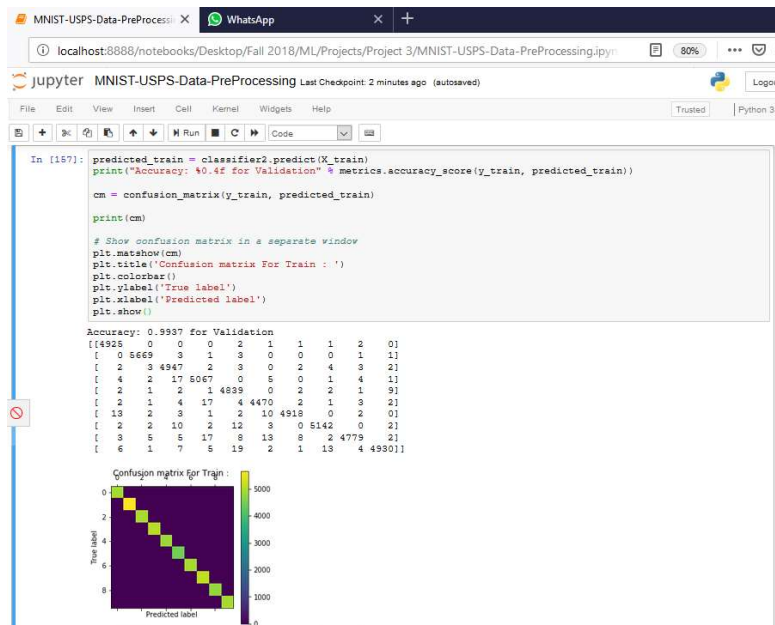 MNIST-USPS-Data-PreProcessi
WhatsApp
localhost:8888/notebooks/Desktop/Fall 2018/ML/Projects/Project 3/MNIST-USPS-Data-PreProcessing.ipyn 80%
jupyter MNIST-USPS-Data-PreProcessing Last Checkpoint: 2 minutes ago (autosaved) Logou
File Edit View Insert Cell Kernel Widgets Help Trusted Python 3
Run Code
In [157]: predicted_train = classifier2.predict(X_train)
print("Accuracy: %0.4f for Validation" % metrics.accuracy_score(y_train, predicted_train))
cm = confusion_matrix(y_train, predicted_train)
print(cm)
# Show confusion matrix in a separate window
plt.matshow(cm)
plt.title('Confusion matrix For Train : ')
plt.colorbar()
plt.ylabel('True label')
plt.xlabel('Predicted label')
plt.show()
Accuracy: 0.9937 for Validation
[[4925 0 0 0 2 1 1 1 2 0]
[ 0 5669 3 1 3 0 0 0 1 1]
[ 2 3 4947 2 3 0 2 4 3 2]
[ 4 2 17 5067 0 5 0 1 4 1]
[ 2 1 2 1 4839 0 2 2 1 9]
[ 2 1 4 17 4 4470 2 1 3 2]
[ 13 2 3 1 2 10 4918 0 2 0]
[ 2 2 10 2 12 3 0 5142 0 2]
[ 3 5 5 17 8 13 8 2 4779 2]
[ 6 1 7 5 19 2 1 13 4 4930]]
Confusion matrix For Train :
0 2 4 6 8
0
2
4
6
8
True label
Predicted label
5000
4000
3000
2000
1000
0